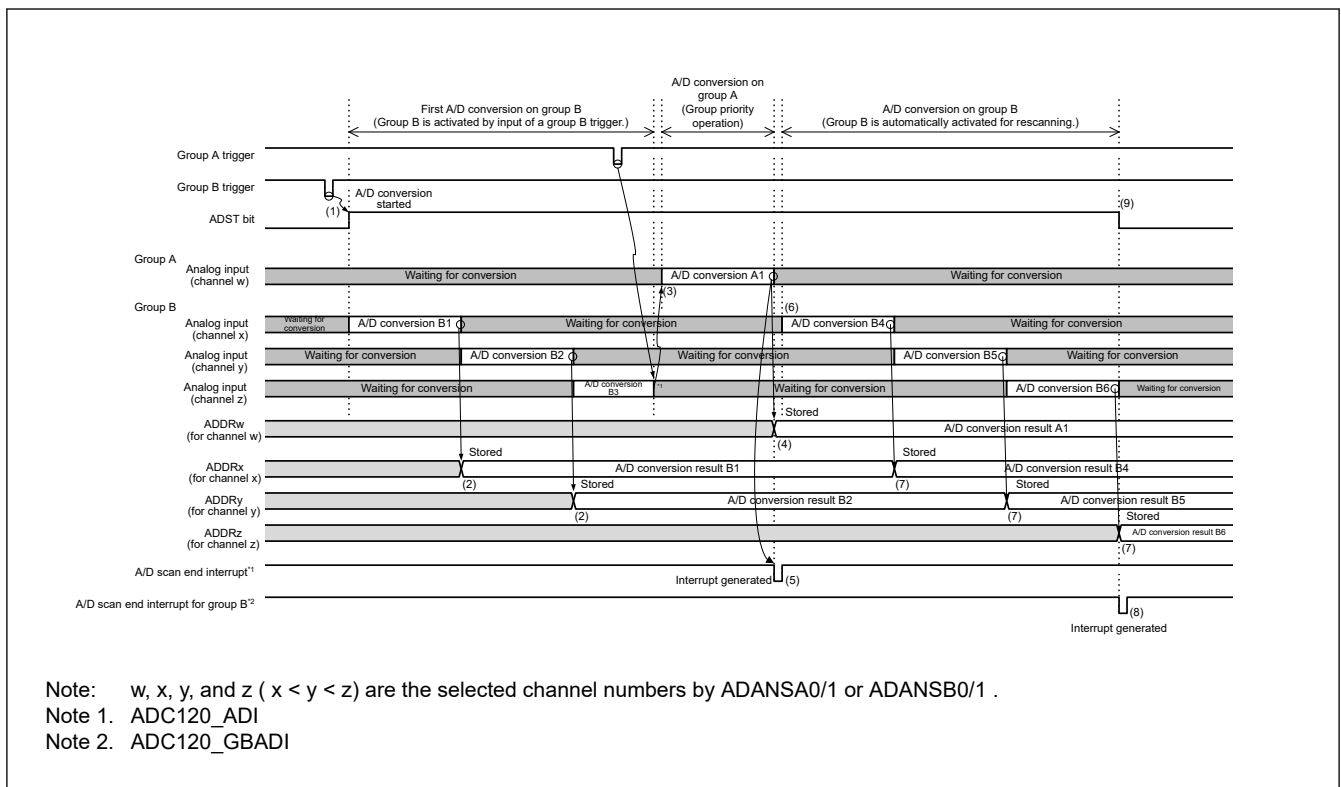 A/D conversion on
group A
(Group priority
operation)
First A/D conversion on group B
(Group B is activated by input of a group B trigger.)
A/D conversion on group B
(Group B is automatically activated for rescanning.)
Group A trigger
Group B trigger
A/D conversion
started
(1)
(9)
ADST bit
Group A
Analog input
(channel w)
Waiting for conversion
A/D conversion A1
Waiting for conversion
(3)
Group B
(6)
Analog input
(channel x)
Waiting for
conversion
A/D conversion B1
Waiting for conversion
A/D conversion B4
Waiting for conversion
Analog input
(channel y)
Waiting for conversion
A/D conversion B2
Waiting for conversion
A/D conversion B5
Waiting for conversion
Analog input
(channel z)
Waiting for conversion
A/D conversion
B3
*1
Waiting for conversion
A/D conversion B6
Waiting for conversion
ADDRw
(for channel w)
Stored
A/D conversion result A1
(4)
ADDRx
(for channel x)
Stored
A/D conversion result B1
Stored
A/D conversion result B4
(2)
(7)
ADDRy
(for channel y)
Stored
A/D conversion result B2
Stored
A/D conversion result B5
(2)
(7)
ADDRz
(for channel z)
Stored
A/D conversion result B6
(7)
A/D scan end interrupt*1
Interrupt generated
(5)
A/D scan end interrupt for group B*2
(8)
Interrupt generated
Note: w, x, y, and z ( x < y < z) are the selected channel numbers by ADANSA0/1 or ADANSB0/1 .
Note 1. ADC120_ADI
Note 2. ADC120_GBADI